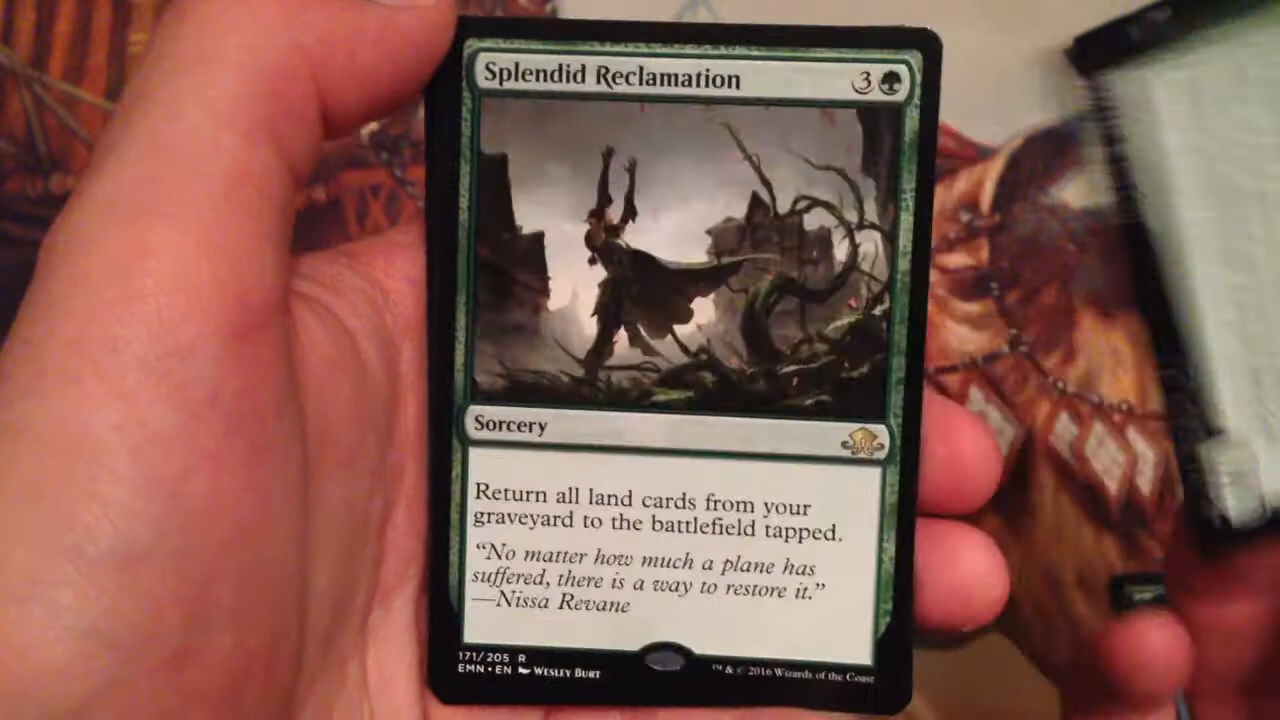 Splendid Reclamation 3
Sorcery
Return all land cards from your
graveyard to the battlefield tapped.
“No matter how much a plane has
suffered, there is a way to restore it.”
—Nissa Revane
171/205 R
EMN • EN Wesley Burt
™ & © 2016 Wizards of the Coast